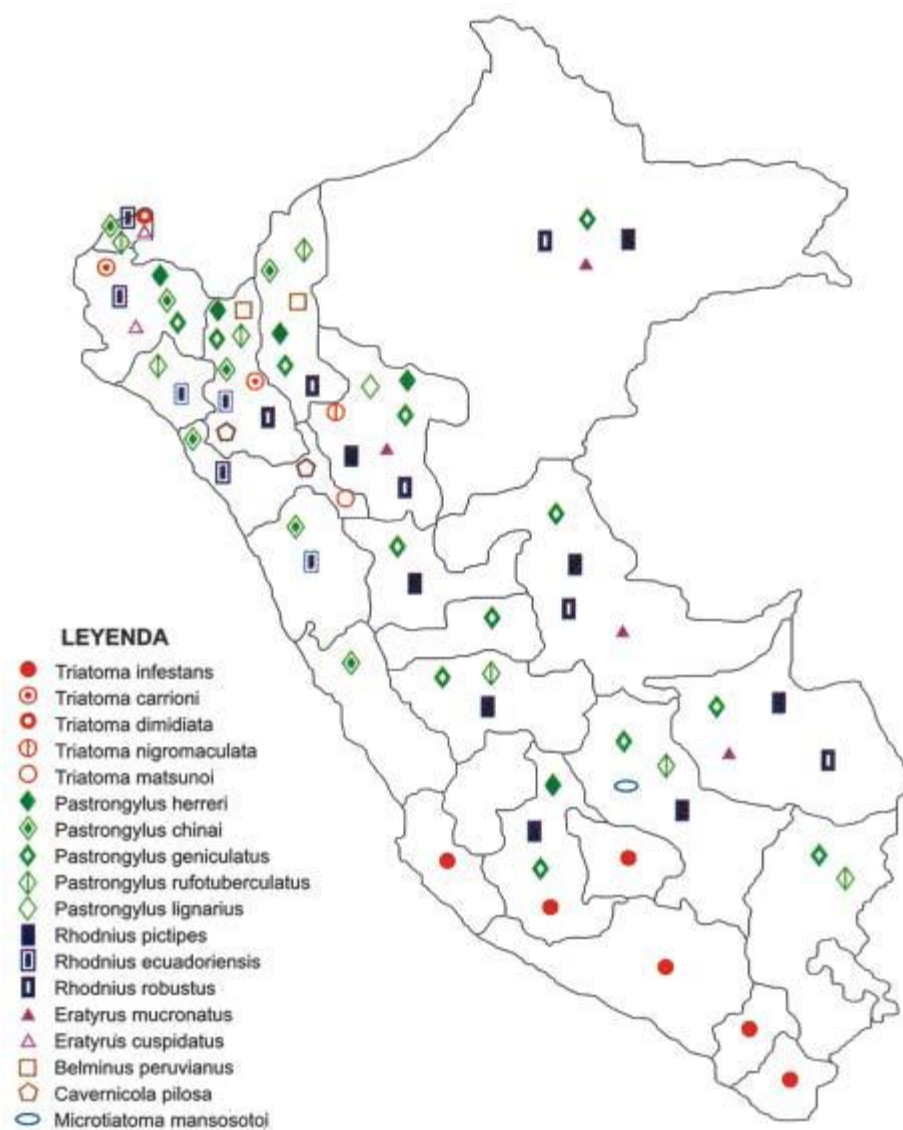 LEYENDA
Triatoma infestans
Triatoma carrioni
Triatoma dimidiata
Triatoma nigromaculata
Triatoma matsunoi
Pastrongylus herreri
Pastrongylus chinai
Pastrongylus geniculatus
Pastrongylus rufotuberculatus
Pastrongylus lignarius
Rhodnius pictipes
Rhodnius ecuadoriensis
Rhodnius robustus
Eratyrus mucronatus
Eratyrus cuspidatus
Belminus peruvianus
Cavernicola pilosa
Microtiatoma mansosotoi